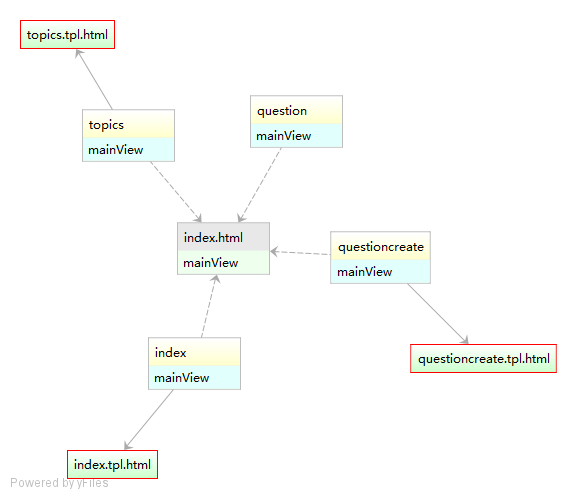 topics.tpl.html
topics
mainView
question
mainView
index.html
mainView
questioncreate
mainView
index
mainView
questioncreate.tpl.html
index.tpl.html
Powered by yFiles